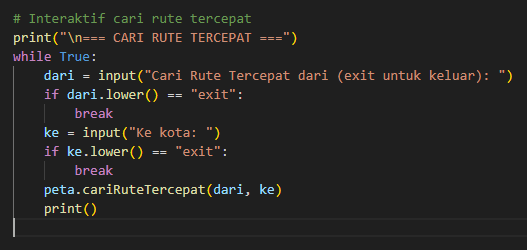 # Interaktif cari rute tercepat
print("\n=== CARI RUTE TERCEPAT ===")
while True:
    dari = input("Cari Rute Tercepat dari (exit untuk keluar): ")
    if dari.lower() == "exit":
        break
    ke = input("Ke kota: ")
    if ke.lower() == "exit":
        break
    peta.cariRuteTercepat(dari, ke)
    print()